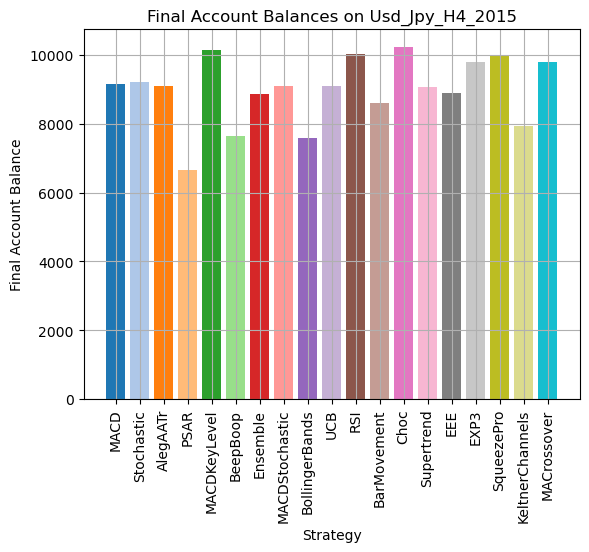 Final Account Balances on Usd_Jpy_H4_2015
Final Account Balance
10000
8000
6000
4000
2000
0
MACD
Stochastic
AlegAATr
PSAR
MACDKeyLevel
BeepBoop
Ensemble
MACDStochastic
BollingerBands
UCB
RSI
BarMovement
Choc
Supertrend
EEE
EXP3
SqueezePro
KeltnerChannels
MACrossover
Strategy